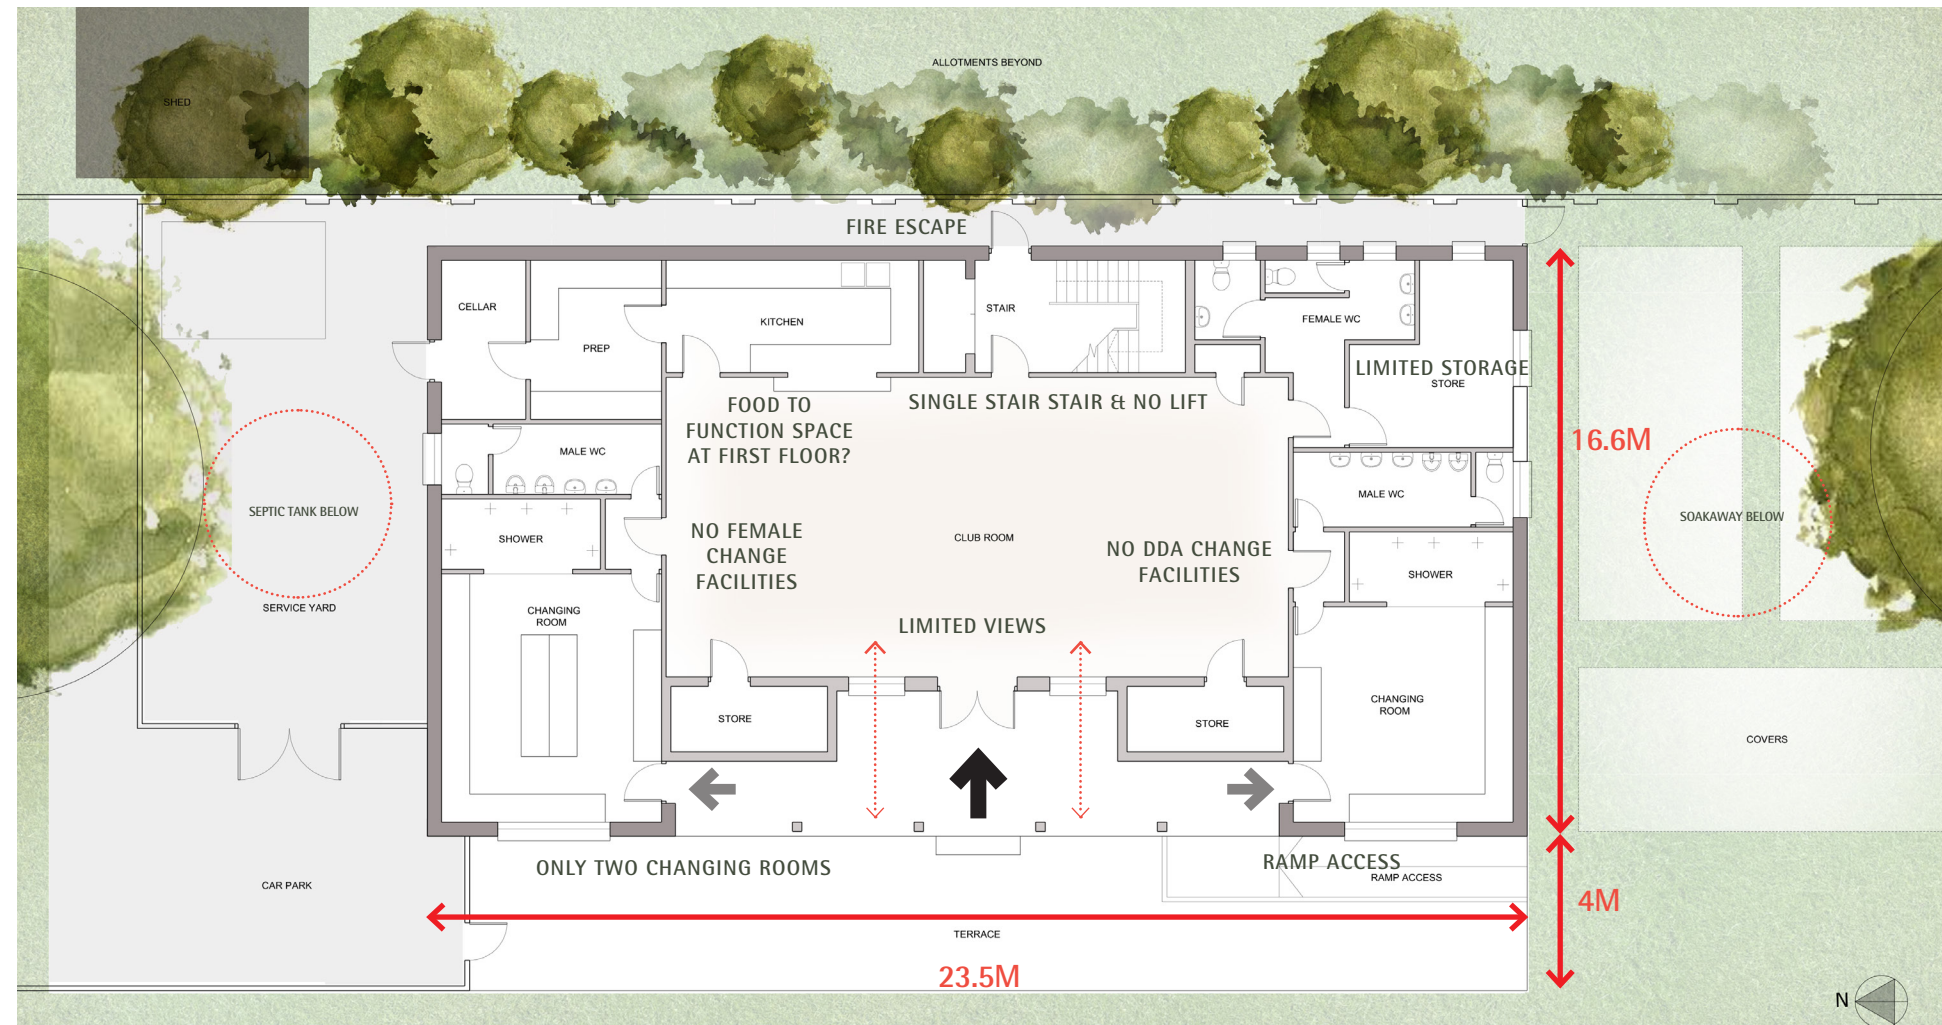 ALLOTMENTS BEYOND
SHED
FIRE ESCAPE
CELLAR
PREP
KITCHEN
STAIR
FEMALE WC
LIMITED STORAGE
STORE
FOOD TO
FUNCTION SPACE
AT FIRST FLOOR?
SINGLE STAIR STAIR & NO LIFT
16.6M
MALE WC
MALE WC
SEPTIC TANK BELOW
SOAKAWAY BELOW
SHOWER
NO FEMALE
CHANGE
FACILITIES
CLUB ROOM
NO DDA CHANGE
FACILITIES
SHOWER
SERVICE YARD
CHANGING
ROOM
LIMITED VIEWS
CHANGING
ROOM
STORE
STORE
COVERS
ONLY TWO CHANGING ROOMS
RAMP ACCESS
RAMP ACCESS
CAR PARK
4M
TERRACE
23.5M
N